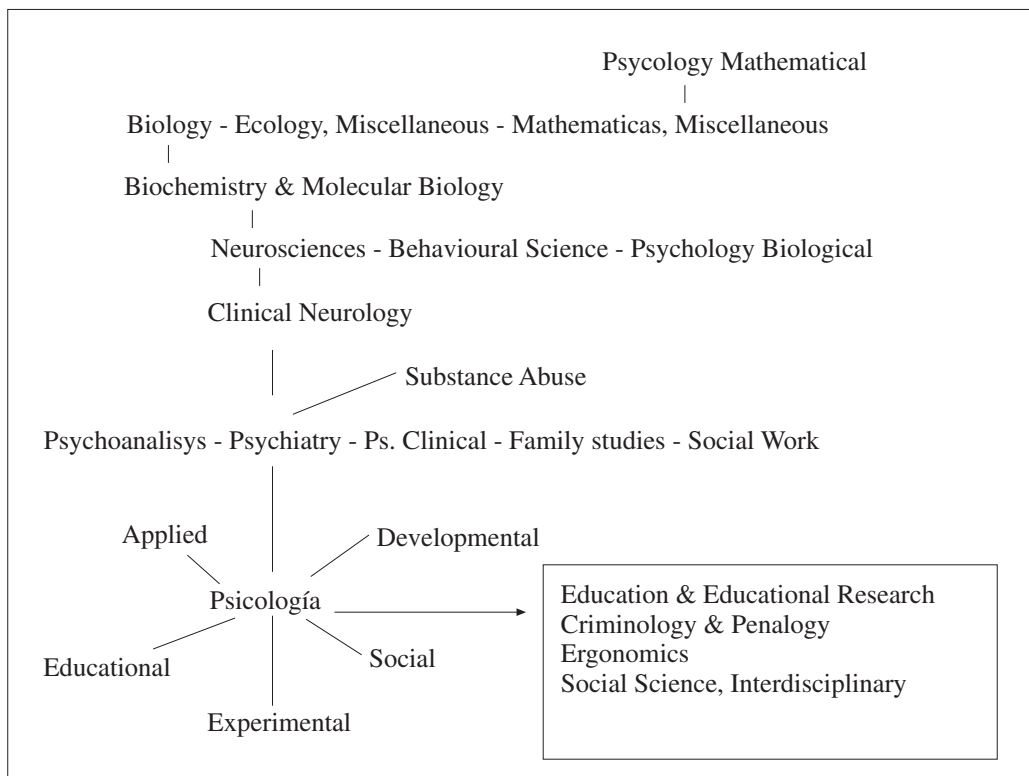 Psycology Mathematical
Biology - Ecology, Miscellaneous - Mathematicas, Miscellaneous
Biochemistry & Molecular Biology
Neurosciences - Behavioural Science - Psychology Biological
Clinical Neurology
Substance Abuse
Psychoanalisys - Psychiatry - Ps. Clinical - Family studies - Social Work
Applied
Developmental
Psicología
Educational
Social
Experimental
Education & Educational Research
Criminology & Penalogy
Ergonomics
Social Science, Interdisciplinary